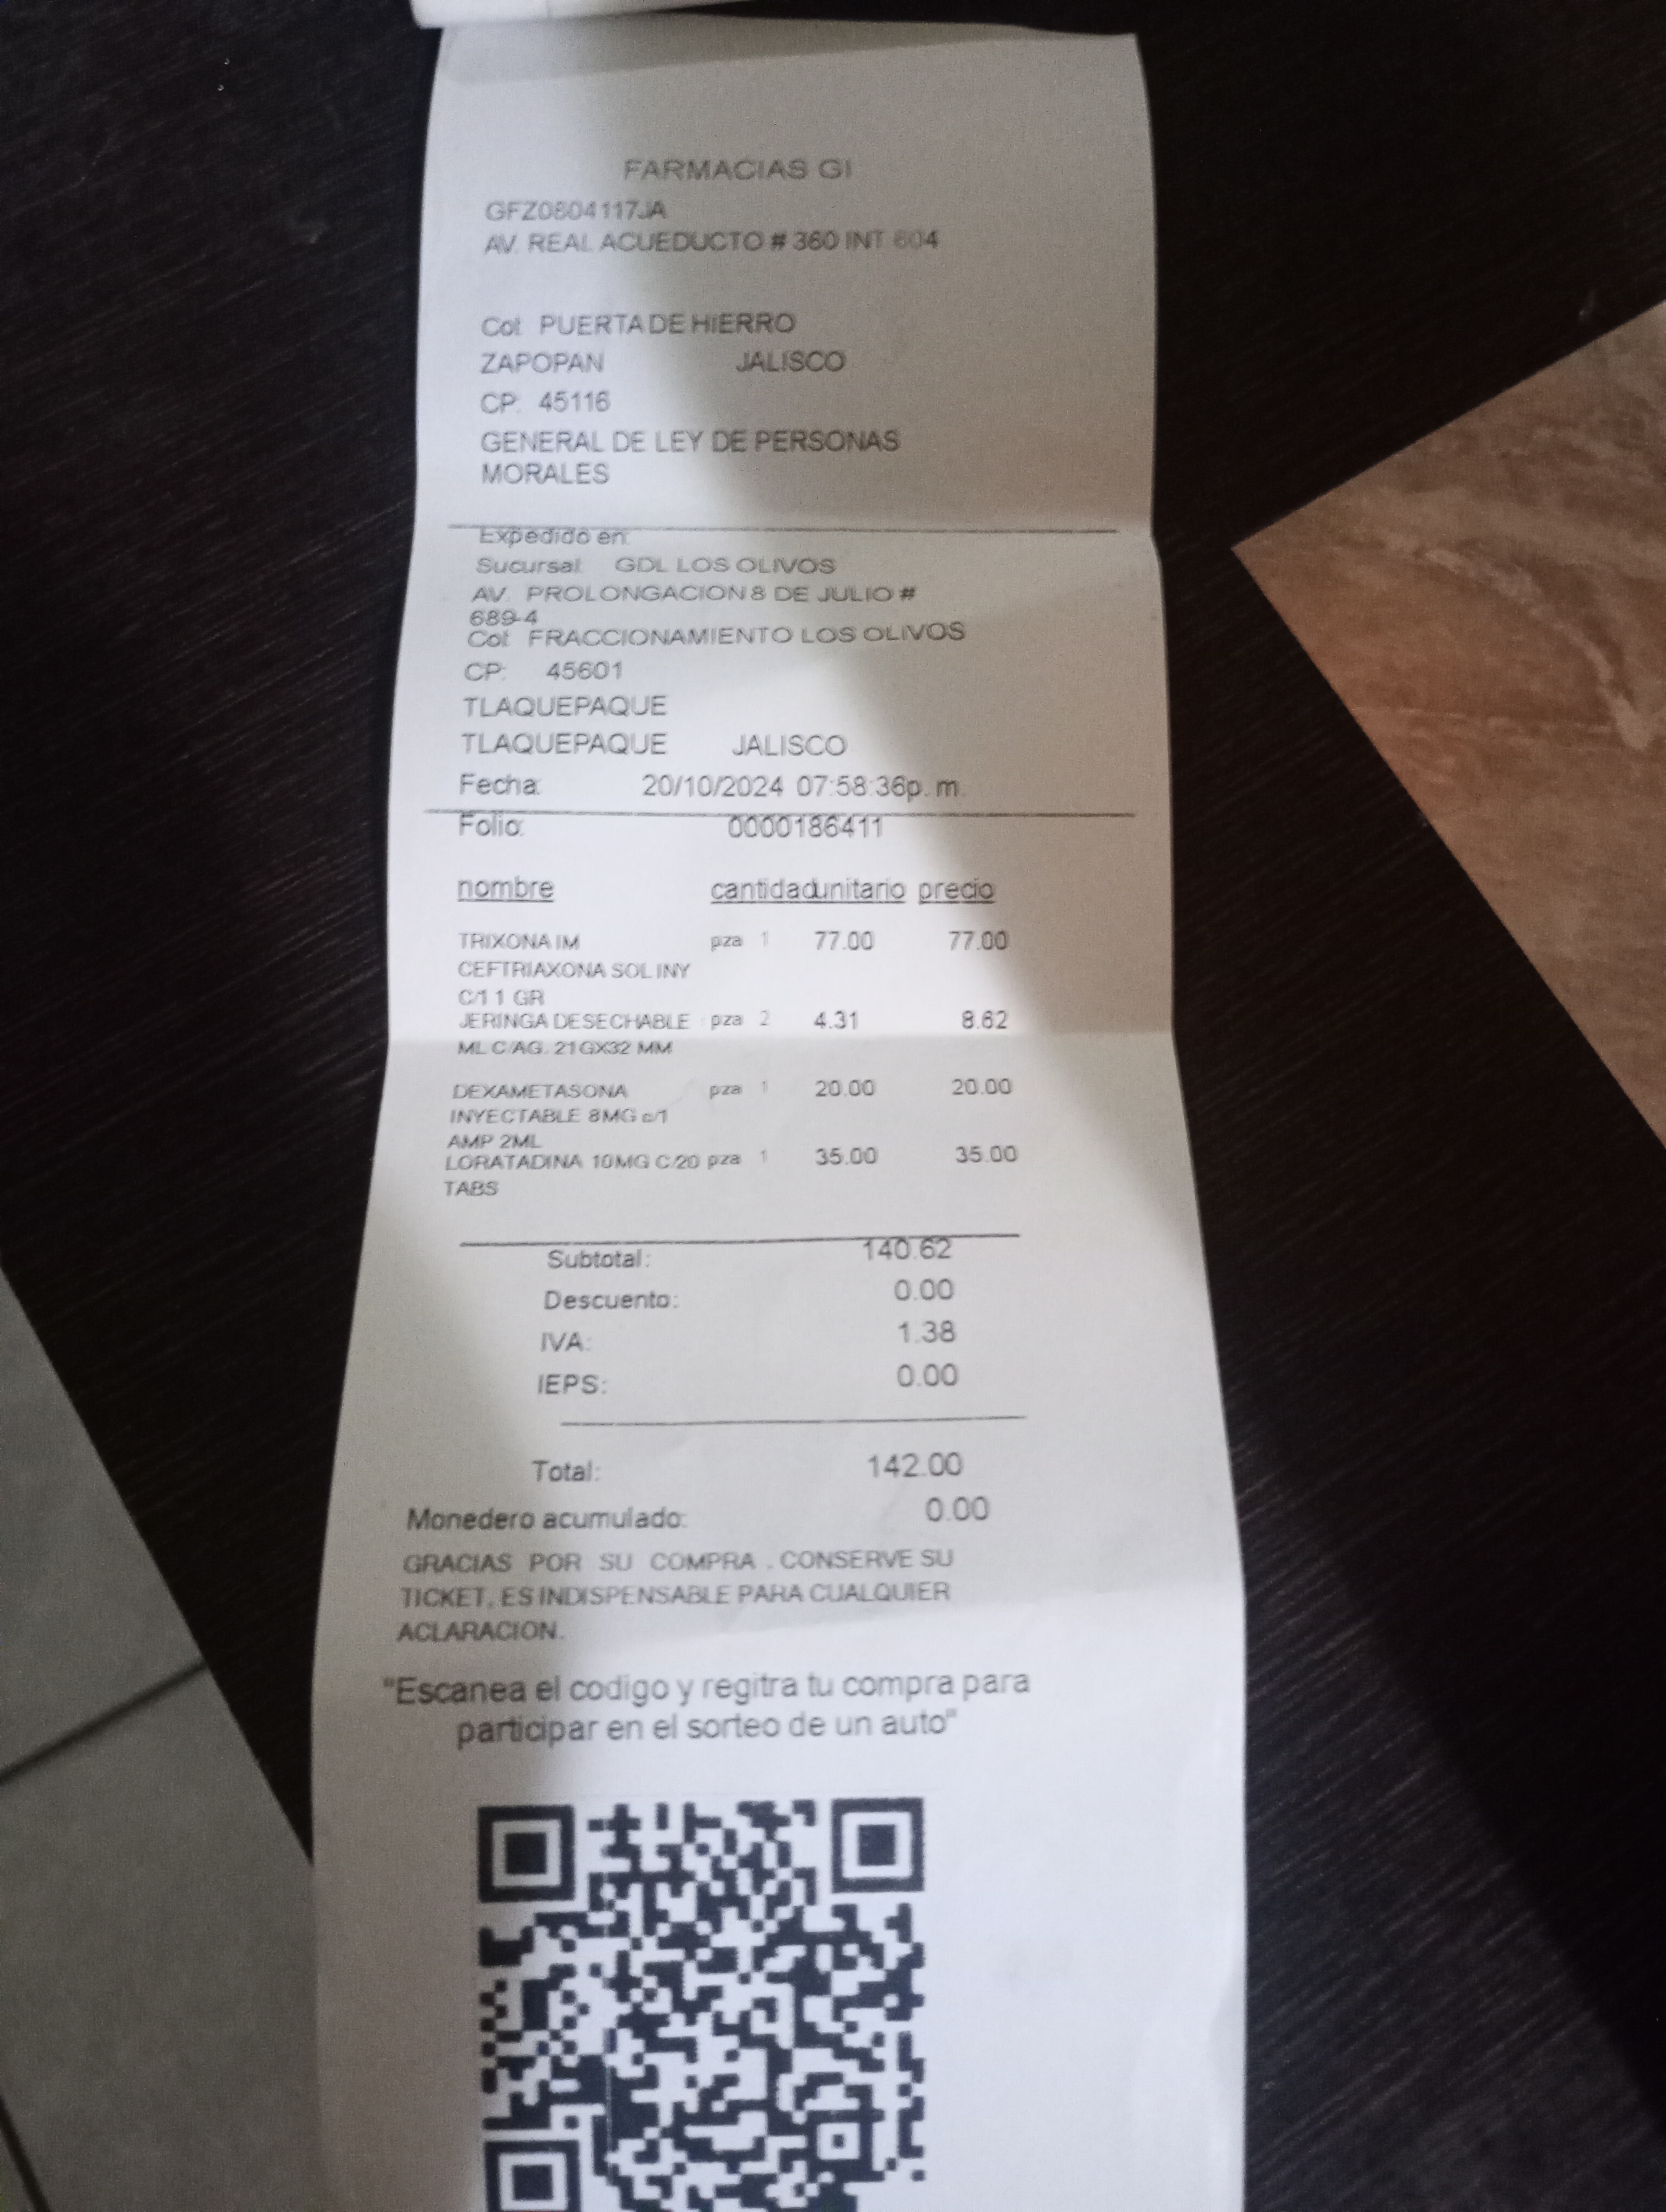 FARMACIAS GI
GFZ0804117JA
AV. REAL ACUEDUCTO # 360 INT 604
Col: PUERTA DE HIERRO
ZAPOPAN JALISCO
CP: 45116
GENERAL DE LEY DE PERSONAS
MORALES
Expedido en:
Sucursal: GDL LOS OLIVOS
AV. PROLONGACION 8 DE JULIO #
689-4
Col: FRACCIONAMIENTO LOS OLIVOS
CP: 45601
TLAQUEPAQUE
TLAQUEPAQUE JALISCO
Fecha: 20/10/2024 07:58:36p. m.
Folio: 0000186411
nombre cantidad unitario precio
TRIXONA IM pza 1 77.00 77.00
CEFTRIAXONA SOL INY
C/1 1 GR
JERINGA DESECHABLE pza 2 4.31 8.62
ML C/AG. 21GX32 MM
DEXAMETASONA pza 1 20.00 20.00
INYECTABLE 8MG c/1
AMP 2ML
LORATADINA 10MG C/20 pza 1 35.00 35.00
TABS
Subtotal: 140.62
Descuento: 0.00
IVA: 1.38
IEPS: 0.00
Total: 142.00
Monedero acumulado: 0.00
GRACIAS POR SU COMPRA . CONSERVE SU
TICKET, ES INDISPENSABLE PARA CUALQUIER
ACLARACION.
"Escanea el codigo y regitra tu compra para
participar en el sorteo de un auto"